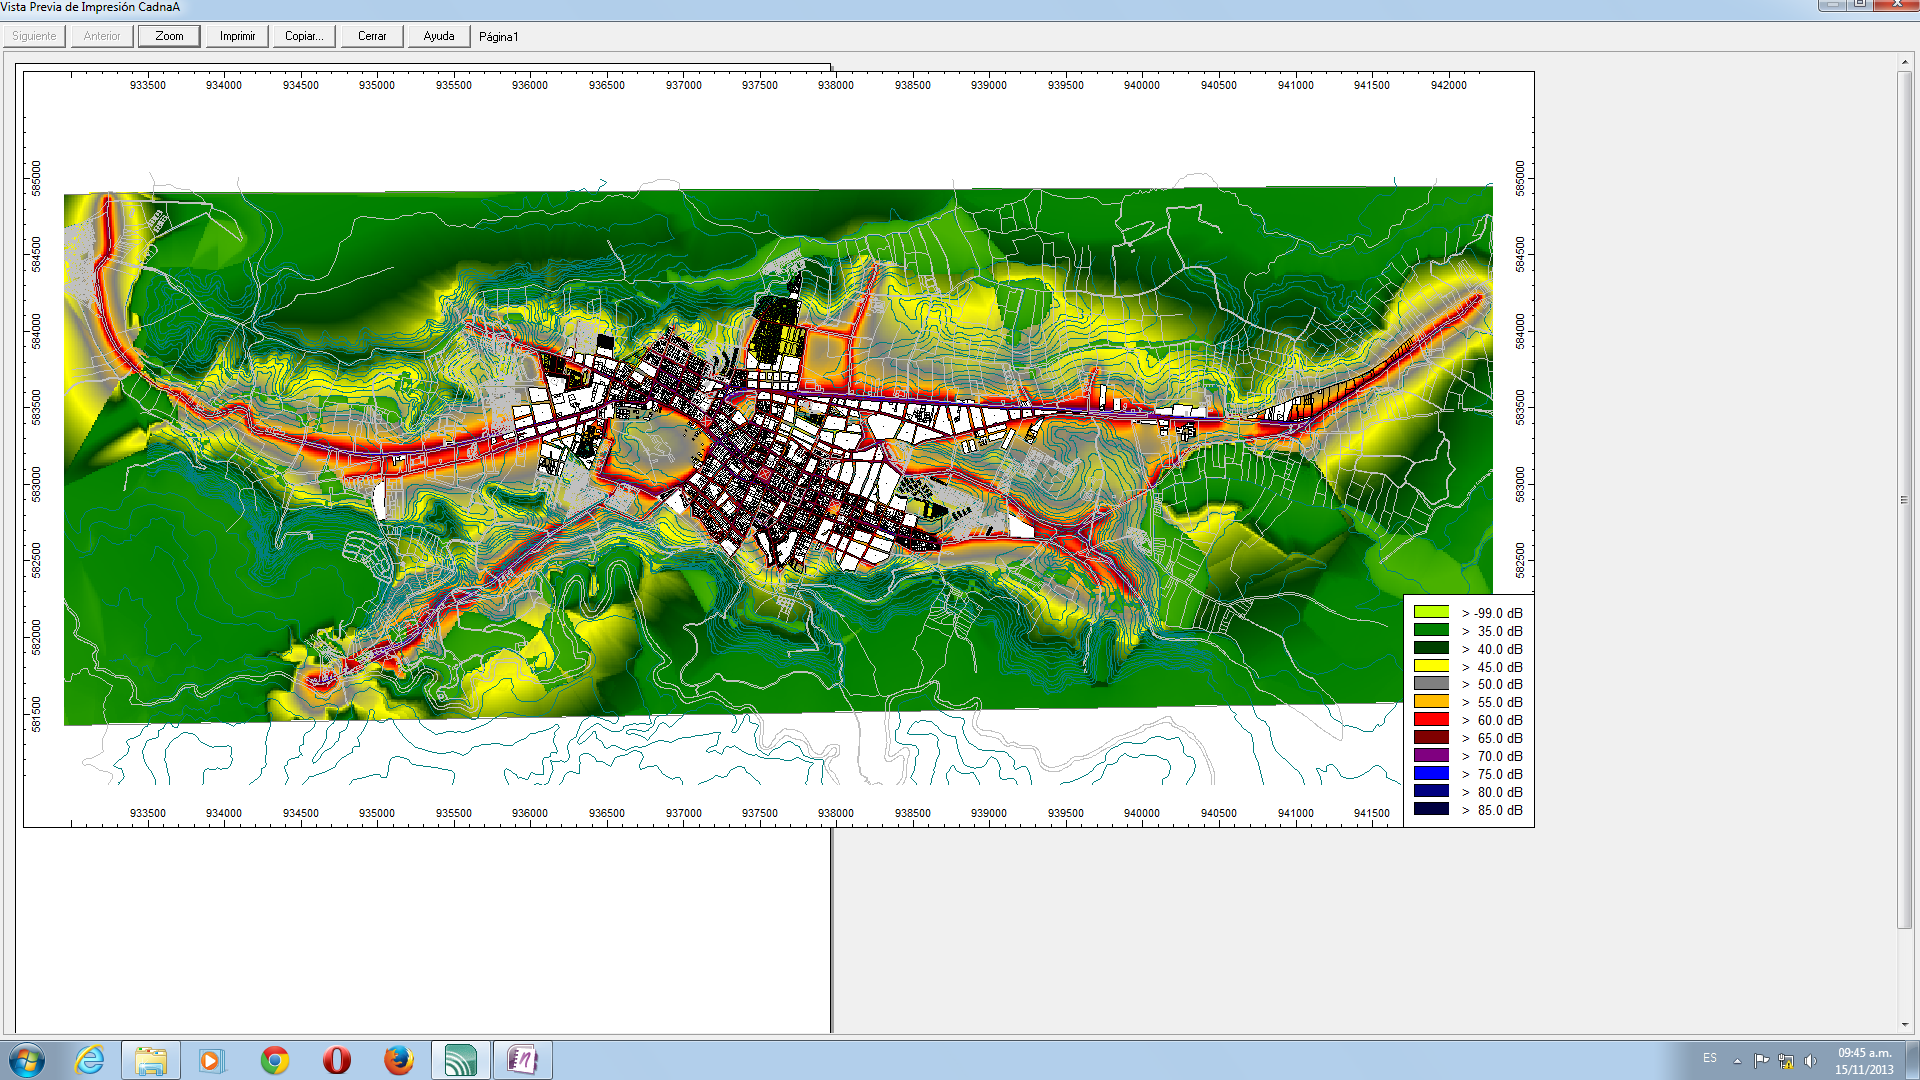 Vista Previa de Impresión CadnaA
Siguiente Anterior Zoom Imprimir Copiar... Cerrar Ayuda Página1
933500 934000 934500 935000 935500 936000 936500 937000 937500 938000 938500 939000 939500 940000 940500 941000 941500 942000
585000
584500
584000
583500
583000
582500
582000
581500
585000
584500
584000
583500
583000
582500
> -99.0 dB
> 35.0 dB
> 40.0 dB
> 45.0 dB
> 50.0 dB
> 55.0 dB
> 60.0 dB
> 65.0 dB
> 70.0 dB
> 75.0 dB
> 80.0 dB
> 85.0 dB
933500 934000 934500 935000 935500 936000 936500 937000 937500 938000 938500 939000 939500 940000 940500 941000 941500
ES
09:45 a.m.
15/11/2013